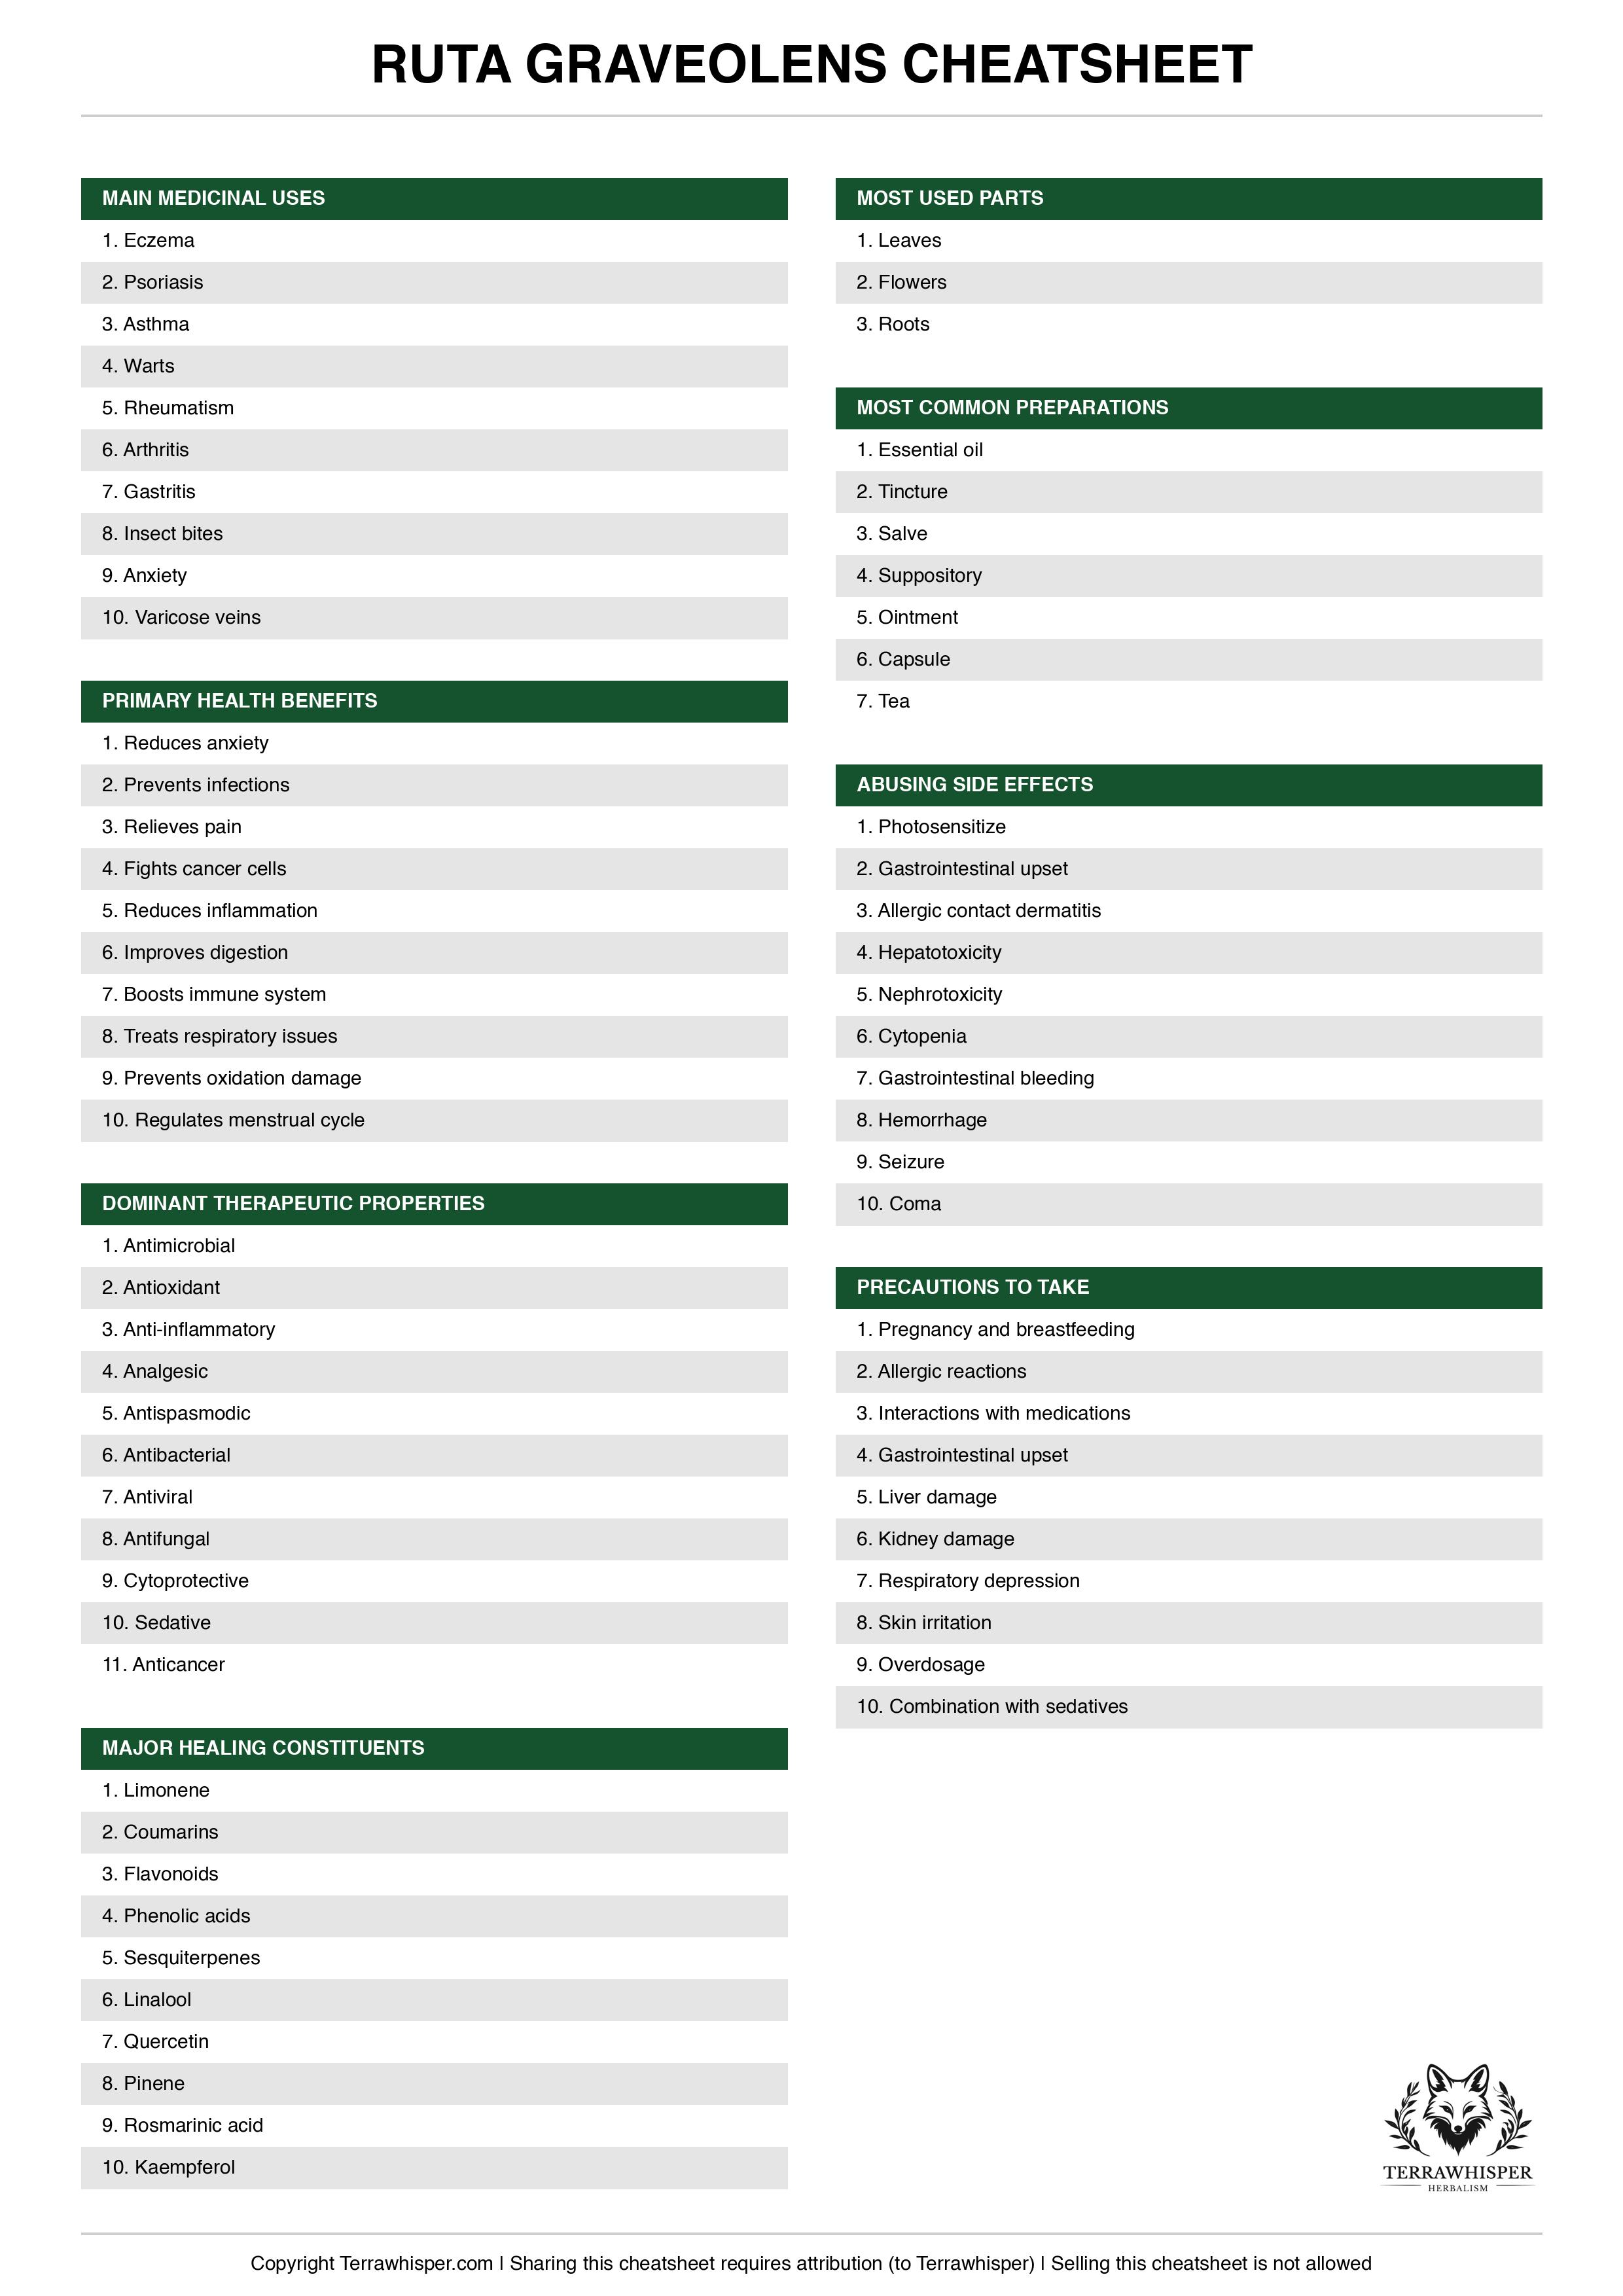 RUTA GRAVEOLENS CHEATSHEET
MAIN MEDICINAL USES
1. Eczema
2. Psoriasis
3. Asthma
4. Warts
5. Rheumatism
6. Arthritis
7. Gastritis
8. Insect bites
9. Anxiety
10. Varicose veins
PRIMARY HEALTH BENEFITS
1. Reduces anxiety
2. Prevents infections
3. Relieves pain
4. Fights cancer cells
5. Reduces inflammation
6. Improves digestion
7. Boosts immune system
8. Treats respiratory issues
9. Prevents oxidation damage
10. Regulates menstrual cycle
DOMINANT THERAPEUTIC PROPERTIES
1. Antimicrobial
2. Antioxidant
3. Anti-inflammatory
4. Analgesic
5. Antispasmodic
6. Antibacterial
7. Antiviral
8. Antifungal
9. Cytoprotective
10. Sedative
11. Anticancer
MAJOR HEALING CONSTITUENTS
1. Limonene
2. Coumarins
3. Flavonoids
4. Phenolic acids
5. Sesquiterpenes
6. Linalool
7. Quercetin
8. Pinene
9. Rosmarinic acid
10. Kaempferol
MOST USED PARTS
1. Leaves
2. Flowers
3. Roots
MOST COMMON PREPARATIONS
1. Essential oil
2. Tincture
3. Salve
4. Suppository
5. Ointment
6. Capsule
7. Tea
ABUSING SIDE EFFECTS
1. Photosensitize
2. Gastrointestinal upset
3. Allergic contact dermatitis
4. Hepatotoxicity
5. Nephrotoxicity
6. Cytopenia
7. Gastrointestinal bleeding
8. Hemorrhage
9. Seizure
10. Coma
PRECAUTIONS TO TAKE
1. Pregnancy and breastfeeding
2. Allergic reactions
3. Interactions with medications
4. Gastrointestinal upset
5. Liver damage
6. Kidney damage
7. Respiratory depression
8. Skin irritation
9. Overdosage
10. Combination with sedatives
TERRAWHISPER
HERBALISM
Copyright Terrawhisper.com | Sharing this cheatsheet requires attribution (to Terrawhisper) | Selling this cheatsheet is not allowed